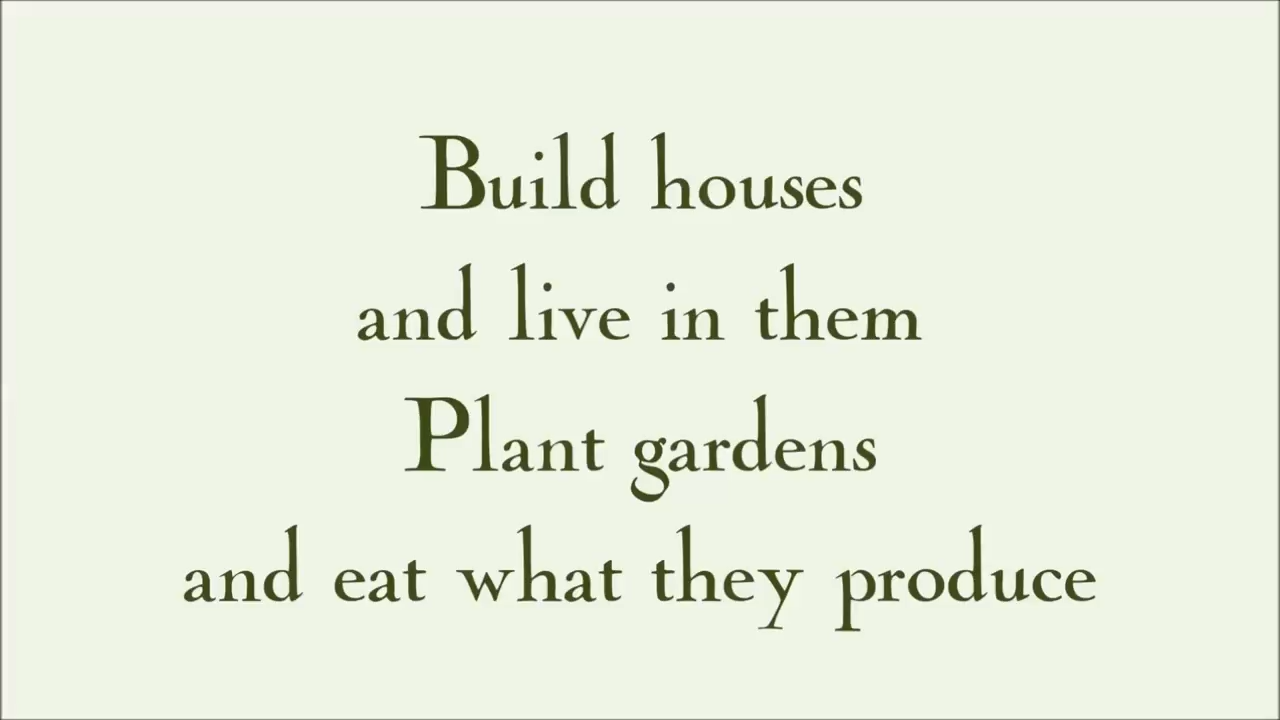 Build houses
and live in them
Plant gardens
and eat what they produce